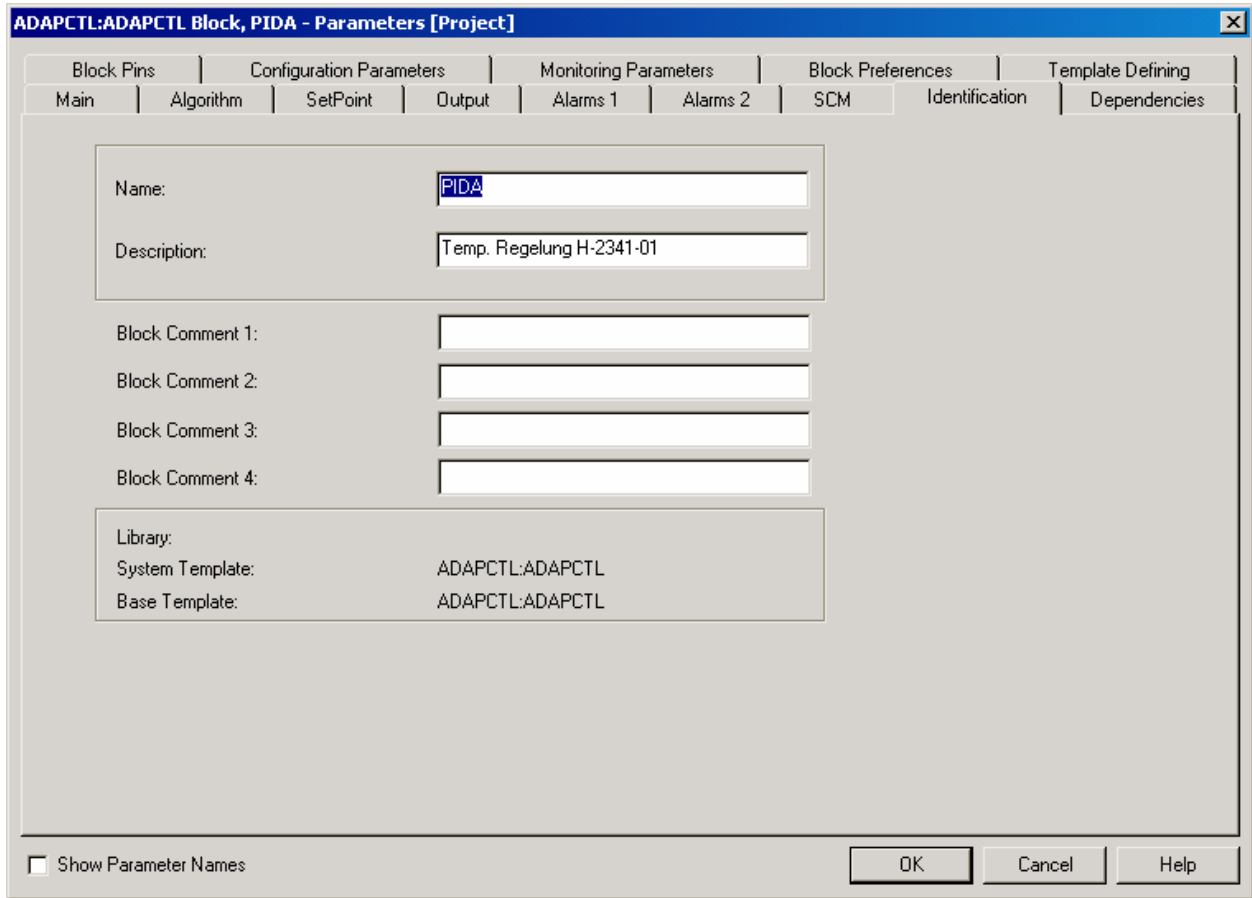 ADAPCTL:ADAPCTL Block, PIDA - Parameters [Project]
Block Pins Configuration Parameters Monitoring Parameters Block Preferences Template Defining
Main Algorithm SetPoint Output Alarms 1 Alarms 2 SCM Identification Dependencies
Name: PIDA
Description: Temp. Regelung H-2341-01
Block Comment 1:
Block Comment 2:
Block Comment 3:
Block Comment 4:
Library:
System Template: ADAPCTL:ADAPCTL
Base Template: ADAPCTL:ADAPCTL
Show Parameter Names OK Cancel Help